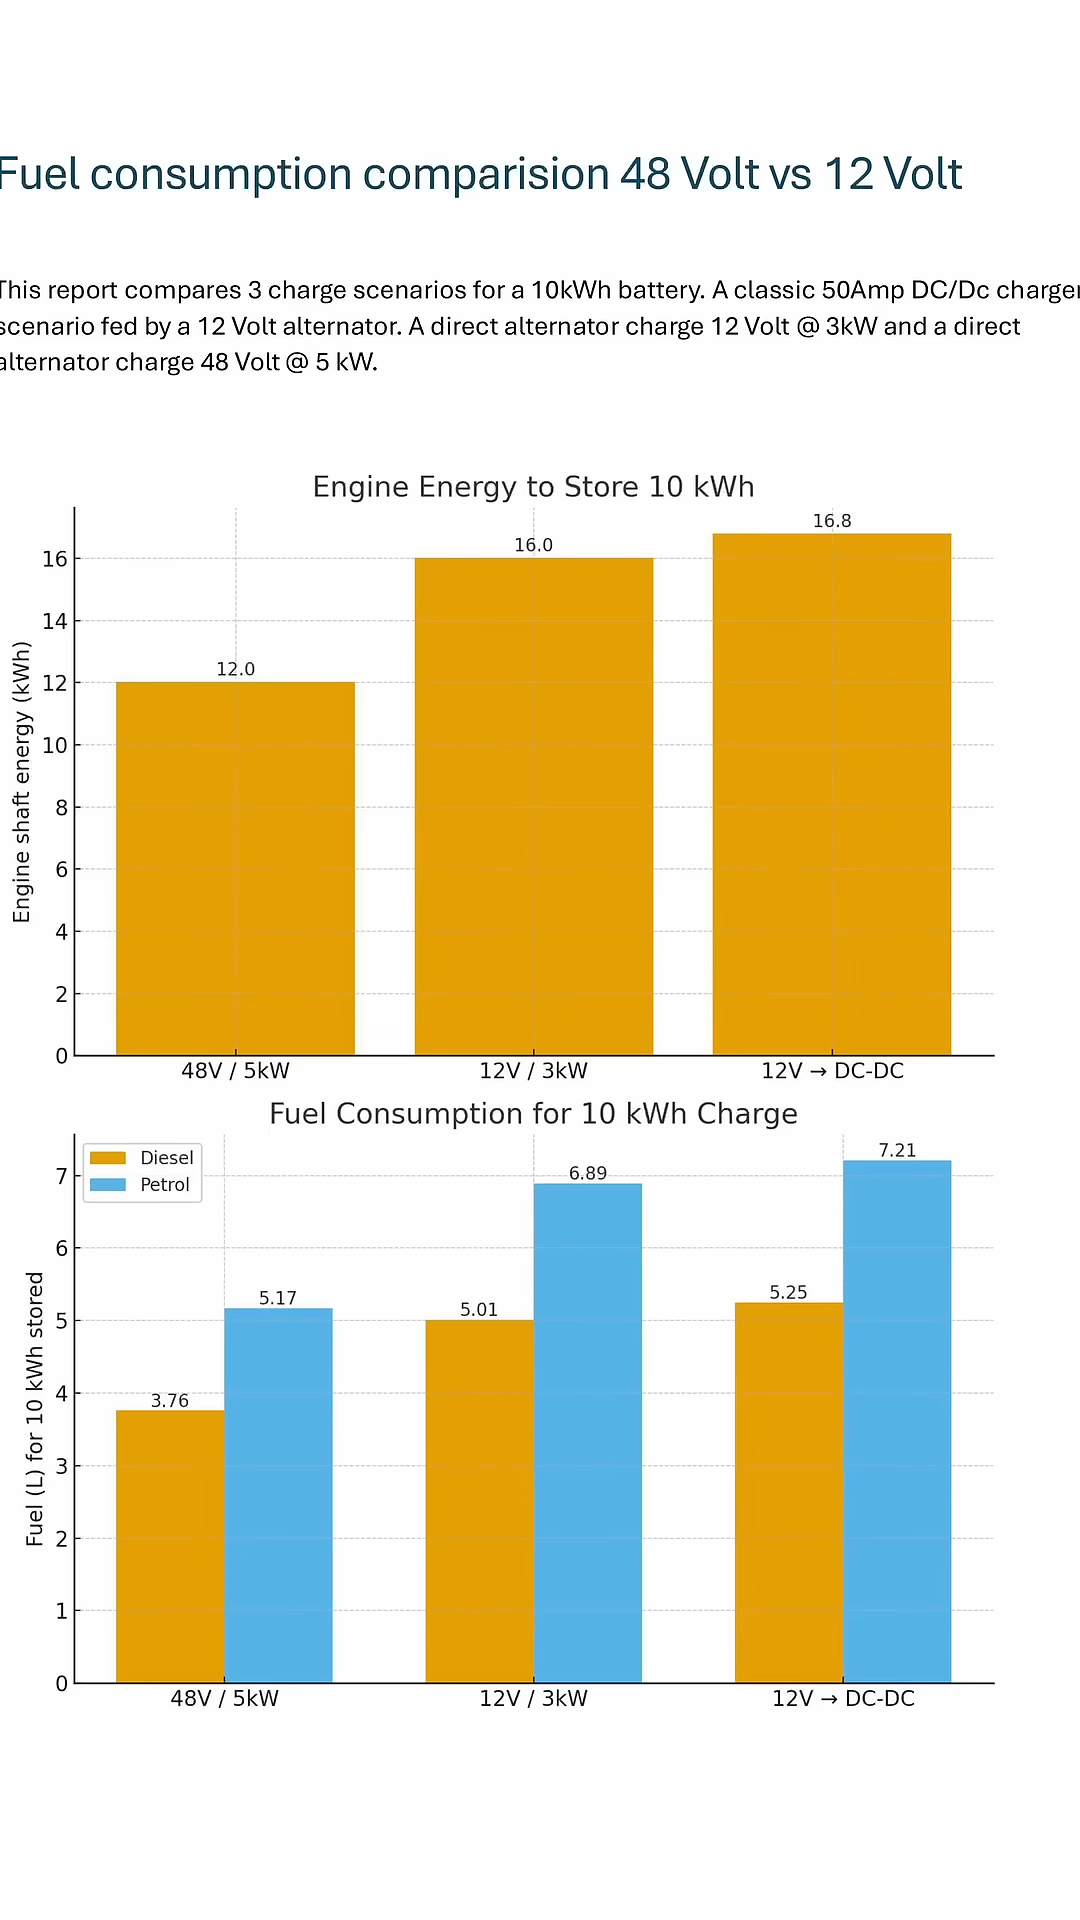 Fuel consumption comparision 48 Volt vs 12 Volt
This report compares 3 charge scenarios for a 10kWh battery. A classic 50Amp DC/Dc charger
scenario fed by a 12 Volt alternator. A direct alternator charge 12 Volt @ 3kW and a direct
alternator charge 48 Volt @ 5 kW.
Engine Energy to Store 10 kWh
16.8
16.0
12.0
16
14
12
10
8
6
4
2
0
Engine shaft energy (kWh)
48V / 5kW
12V / 3kW
12V → DC-DC
Fuel Consumption for 10 kWh Charge
Diesel
Petrol
3.76
5.17
5.01
6.89
5.25
7.21
7
6
5
4
3
2
1
0
Fuel (L) for 10 kWh stored
48V / 5kW
12V / 3kW
12V → DC-DC